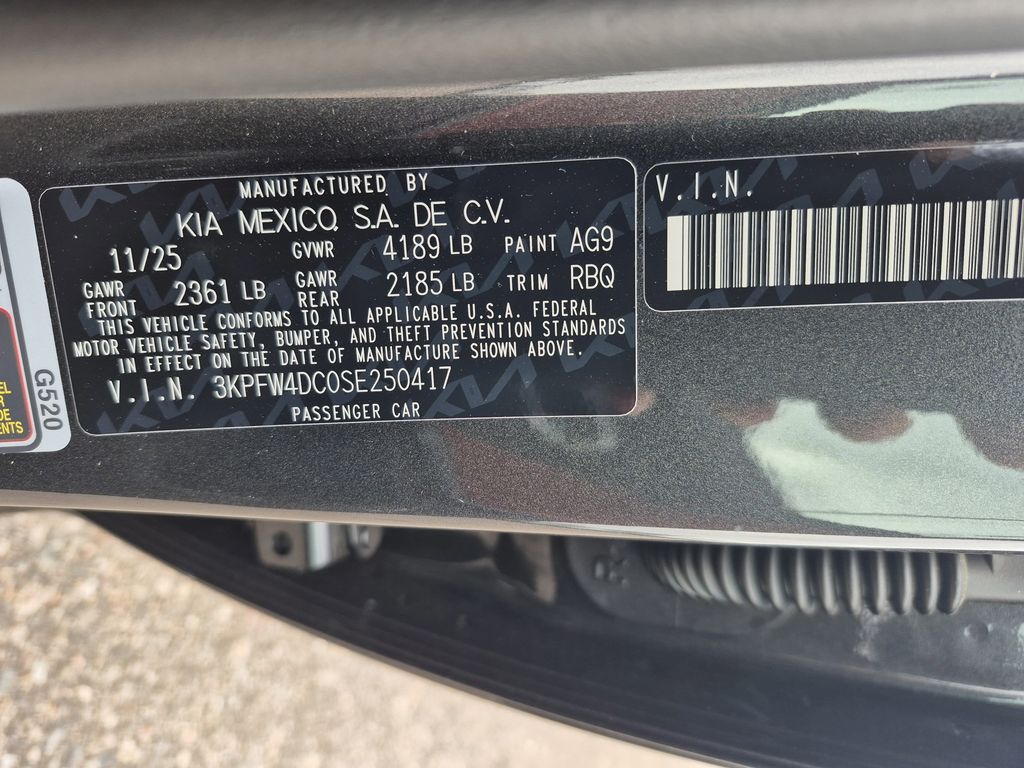 MANUFACTURED BY
KIA MEXICO, S.A. DE C.V.
11/25 GVWR 4189 LB PAINT AG9
GAWR FRONT 2361 LB GAWR REAR 2185 LB TRIM RBQ
THIS VEHICLE CONFORMS TO ALL APPLICABLE U.S.A. FEDERAL
MOTOR VEHICLE SAFETY, BUMPER, AND THEFT PREVENTION STANDARDS
IN EFFECT ON THE DATE OF MANUFACTURE SHOWN ABOVE.
V.I.N. 3KPFW4DC0SE250417
PASSENGER CAR
V.I.N.
G520